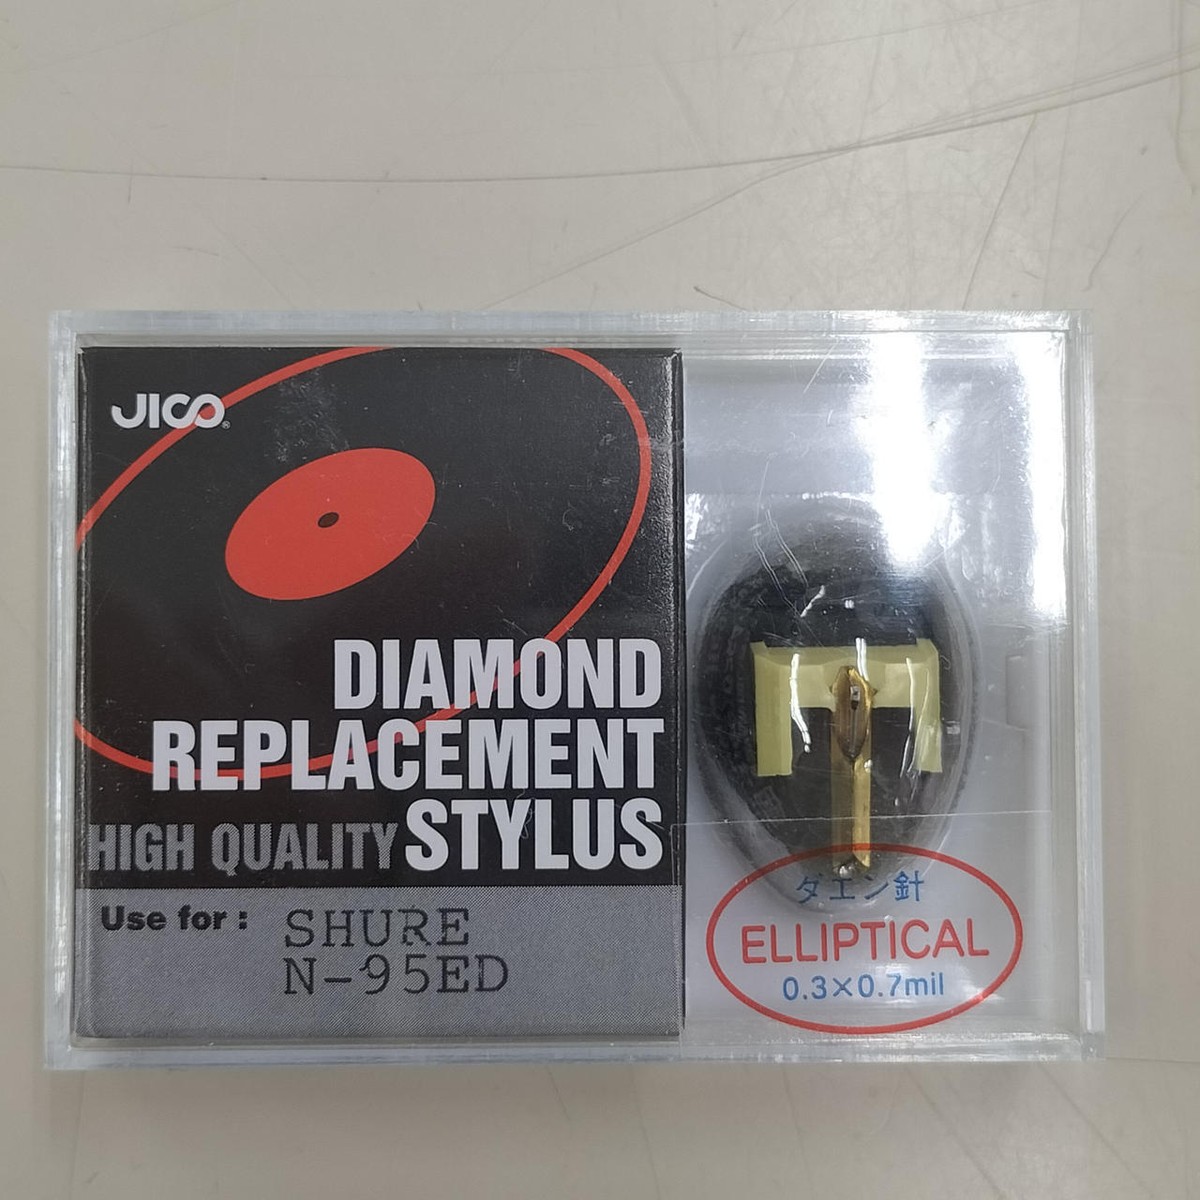 JICO®
DIAMOND
REPLACEMENT
HIGH QUALITY STYLUS
Use for : SHURE
N-95ED
ダエン針
ELLIPTICAL
0.3×0.7mil